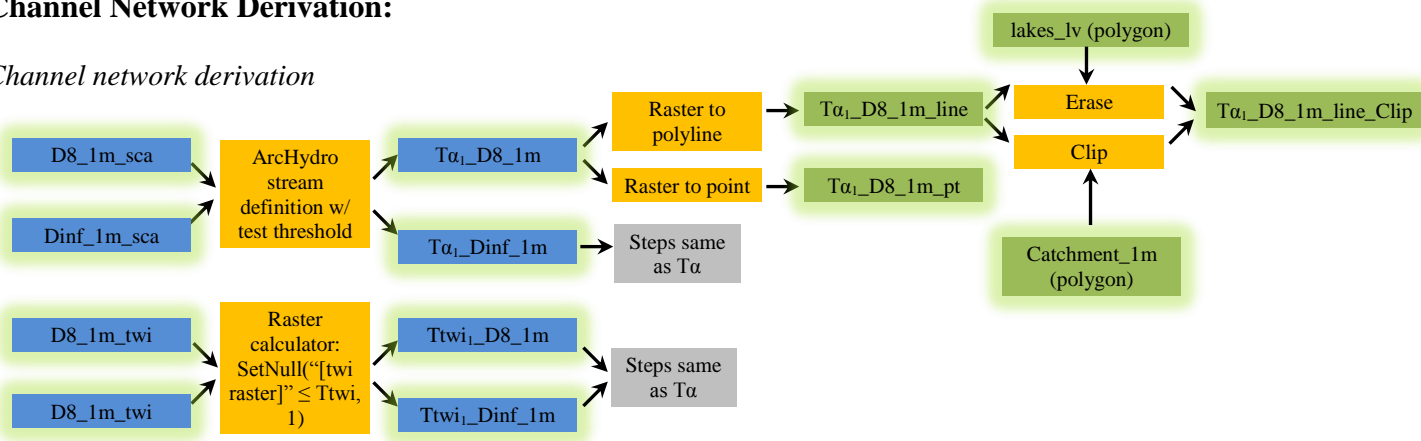 Channel Network Derivation:
Channel network derivation
lakes_lv (polygon)
Raster to
polyline
Tα₁_D8_1m_line
Erase
Tα₁_D8_1m_line_Clip
D8_1m_sca
ArcHydro
stream
definition w/
test threshold
Tα₁_D8_1m
Clip
Raster to point
Tα₁_D8_1m_pt
Dinf_1m_sca
Tα₁_Dinf_1m
Steps same
as Tα
Catchment_1m
(polygon)
D8_1m_twi
Raster
calculator:
SetNull(“[twi
raster]” ≤ Ttwi,
1)
Ttwi₁_D8_1m
Steps same
as Tα
D8_1m_twi
Ttwi₁_Dinf_1m